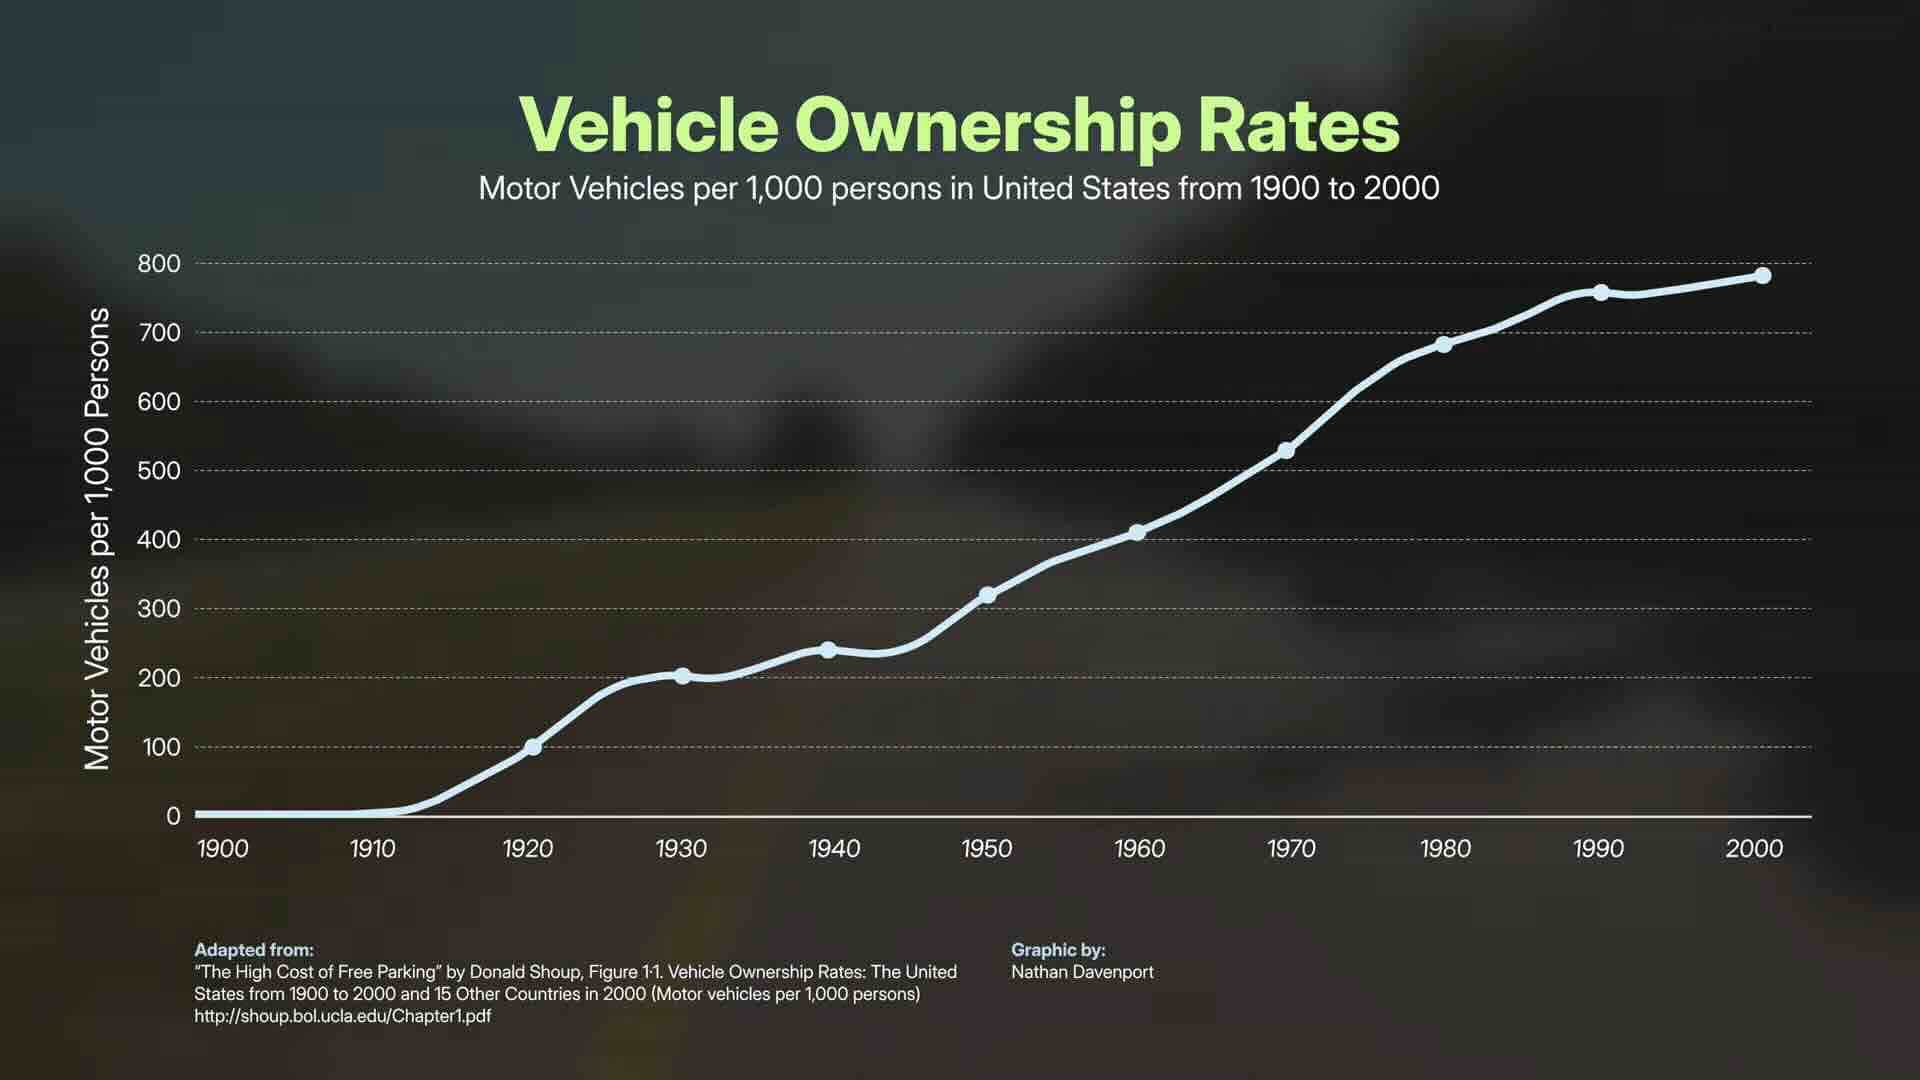 Vehicle Ownership Rates
Motor Vehicles per 1,000 persons in United States from 1900 to 2000
Motor Vehicles per 1,000 Persons
800
700
600
500
400
300
200
100
0
1900 1910 1920 1930 1940 1950 1960 1970 1980 1990 2000
Adapted from:
“The High Cost of Free Parking” by Donald Shoup, Figure 1-1. Vehicle Ownership Rates: The United
States from 1900 to 2000 and 15 Other Countries in 2000 (Motor vehicles per 1,000 persons)
http://shoup.bol.ucla.edu/Chapter1.pdf
Graphic by:
Nathan Davenport